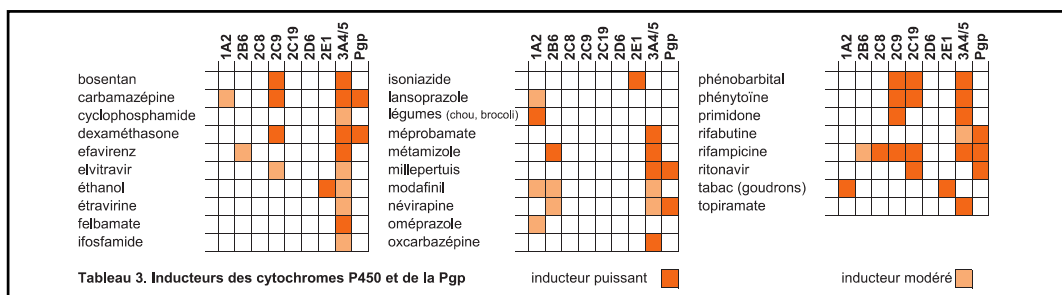 1A2 2B6 2C8 2C9 2C19 2D6 2E1 3A4/5 Pgp
bosentan
carbamazépine
cyclophosphamide
dexaméthasone
efavirenz
elvitravir
éthanol
étravirine
felbamate
ifosfamide
1A2 2B6 2C8 2C9 2C19 2D6 2E1 3A4/5 Pgp
isoniazide
lansoprazole
légumes (chou, brocoli)
méprobamate
métamizole
millepertuis
modafinil
névirapine
oméprazole
oxcarbazépine
1A2 2B6 2C8 2C9 2C19 2D6 2E1 3A4/5 Pgp
phénobarbital
phénytoïne
primidone
rifabutine
rifampicine
ritonavir
tabac (goudrons)
topiramate
Tableau 3. Inducteurs des cytochromes P450 et de la Pgp
inducteur puissant
inducteur modéré